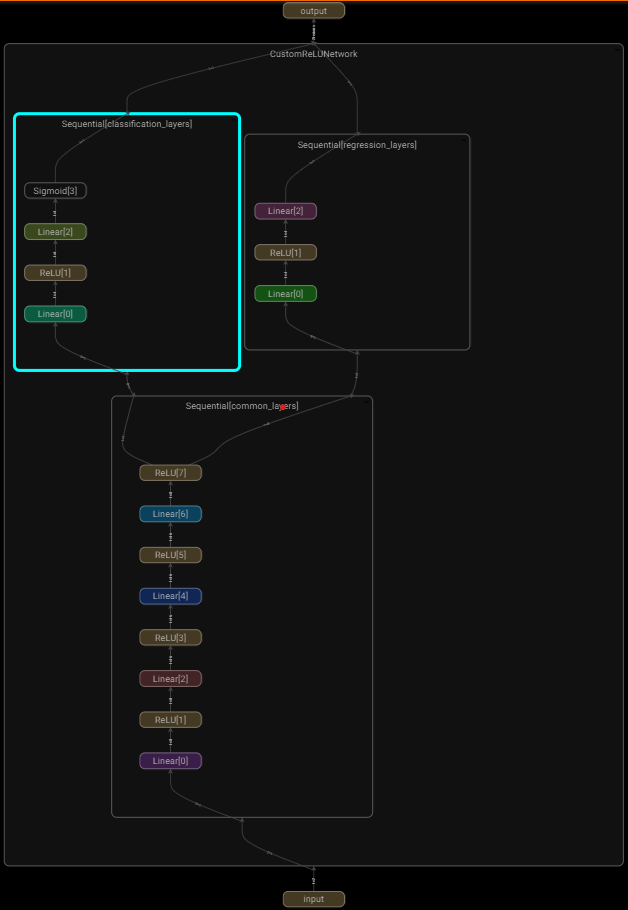 output
CustomReLUNetwork
Sequential[classification_layers]
Sequential[regression_layers]
Sigmoid[3]
Linear[2]
Linear[2]
ReLU[1]
ReLU[1]
Linear[0]
Linear[0]
Sequential[common_layers]
ReLU[7]
Linear[6]
ReLU[5]
Linear[4]
ReLU[3]
Linear[2]
ReLU[1]
Linear[0]
input